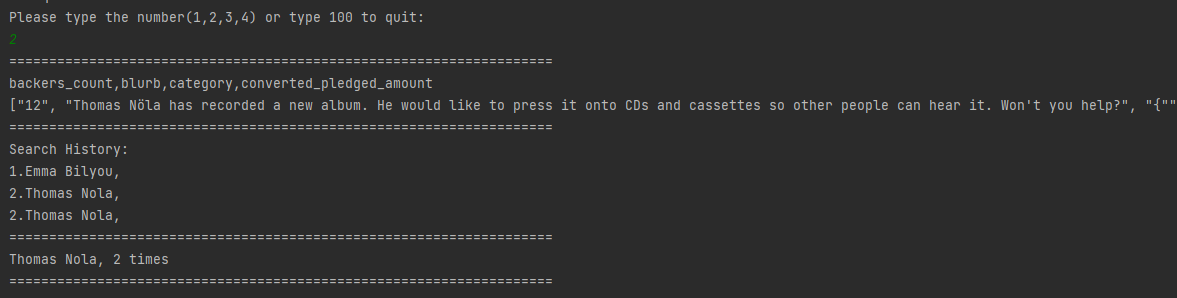 Please type the number(1,2,3,4) or type 100 to quit:
2
====================================================================
backers_count,blurb,category,converted_pledged_amount
["12", "Thomas Nöla has recorded a new album. He would like to press it onto CDs and cassettes so other people can hear it. Won't you help?", "{""
====================================================================
Search History:
1.Emma Bilyou,
2.Thomas Nola,
2.Thomas Nola,
====================================================================
Thomas Nola, 2 times
====================================================================